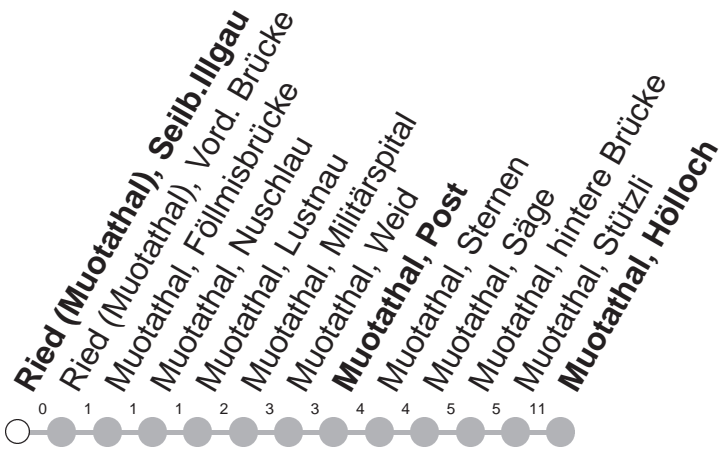 Ried (Muotathal), Seilb.Illgau
Ried (Muotathal), Vord. Brücke
Muotathal, Föllmisbrücke
Muotathal, Nuschlau
Muotathal, Lustnau
Muotathal, Militärspital
Muotathal, Weid
Muotathal, Post
Muotathal, Sternen
Muotathal, Säge
Muotathal, hintere Brücke
Muotathal, Stützli
Muotathal, Hölloch
0 1 1 1 2 3 3 4 4 5 5 11